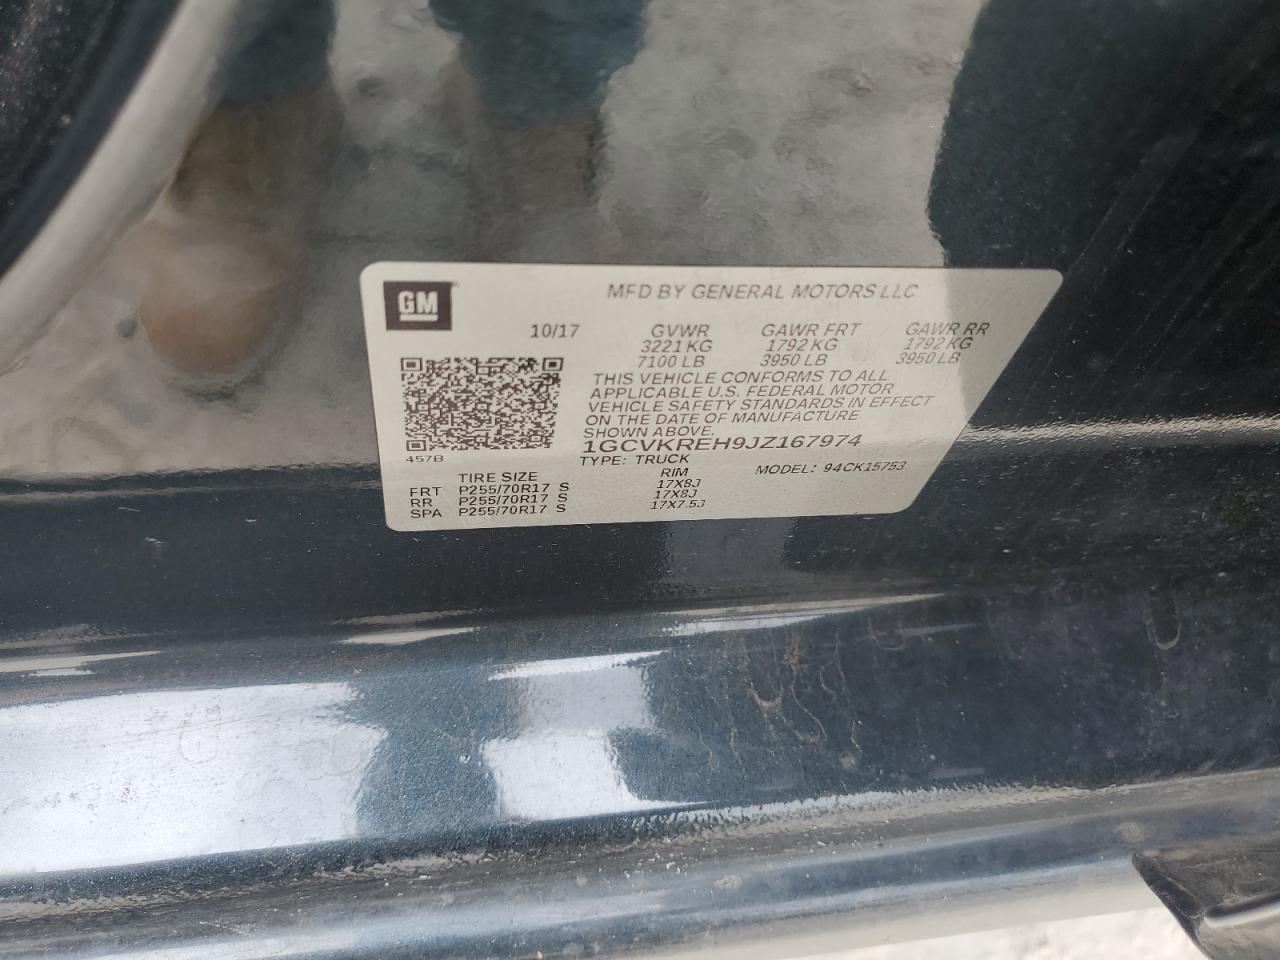 GM
MFD BY GENERAL MOTORS LLC
10/17 GVWR GAWR FRT GAWR RR
3221 KG 1792 KG 1792 KG
7100 LB 3950 LB 3950 LB
THIS VEHICLE CONFORMS TO ALL
APPLICABLE U.S. FEDERAL MOTOR
VEHICLE SAFETY STANDARDS IN EFFECT
ON THE DATE OF MANUFACTURE
SHOWN ABOVE.
1GCVKREH9JZ167974
457B
TYPE: TRUCK MODEL: 94CK15753
TIRE SIZE RIM
FRT P255/70R17 S 17X8J
RR P255/70R17 S 17X8J
SPA P255/70R17 S 17X7.5J